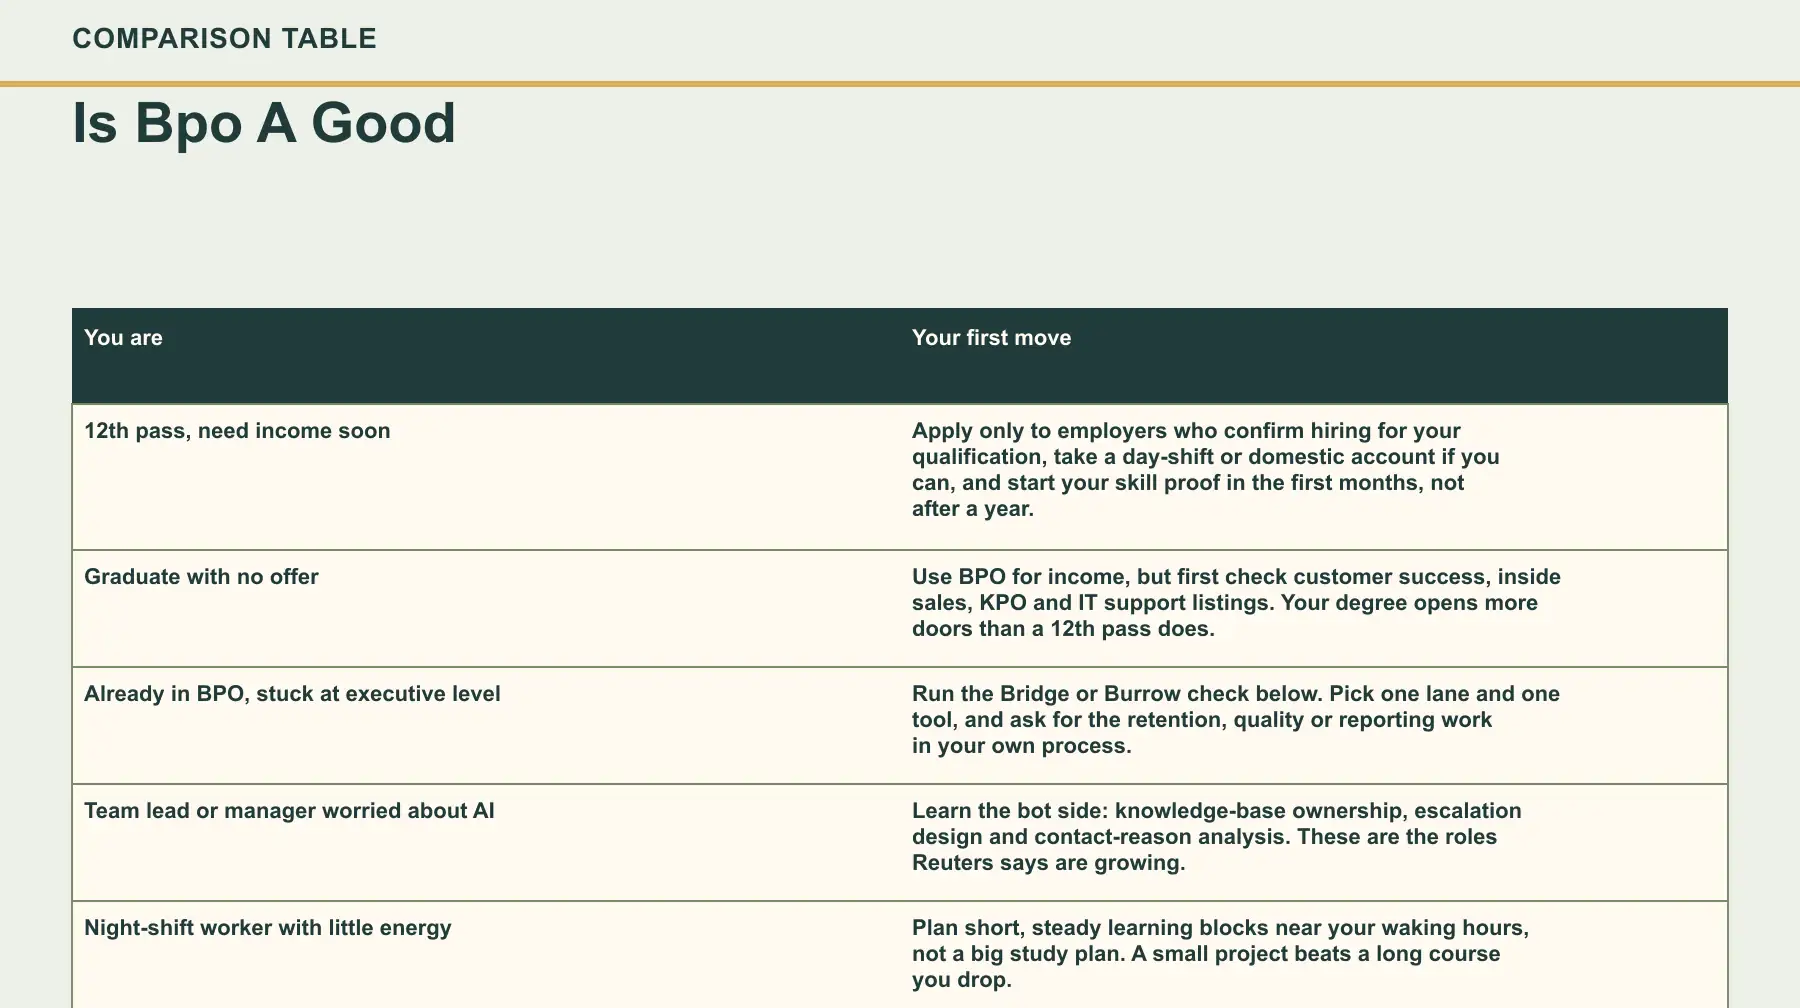 COMPARISON TABLE
Is Bpo A Good
You are
Your first move
12th pass, need income soon
Apply only to employers who confirm hiring for your
qualification, take a day-shift or domestic account if you
can, and start your skill proof in the first months, not
after a year.
Graduate with no offer
Use BPO for income, but first check customer success, inside
sales, KPO and IT support listings. Your degree opens more
doors than a 12th pass does.
Already in BPO, stuck at executive level
Run the Bridge or Burrow check below. Pick one lane and one
tool, and ask for the retention, quality or reporting work
in your own process.
Team lead or manager worried about AI
Learn the bot side: knowledge-base ownership, escalation
design and contact-reason analysis. These are the roles
Reuters says are growing.
Night-shift worker with little energy
Plan short, steady learning blocks near your waking hours,
not a big study plan. A small project beats a long course
you drop.